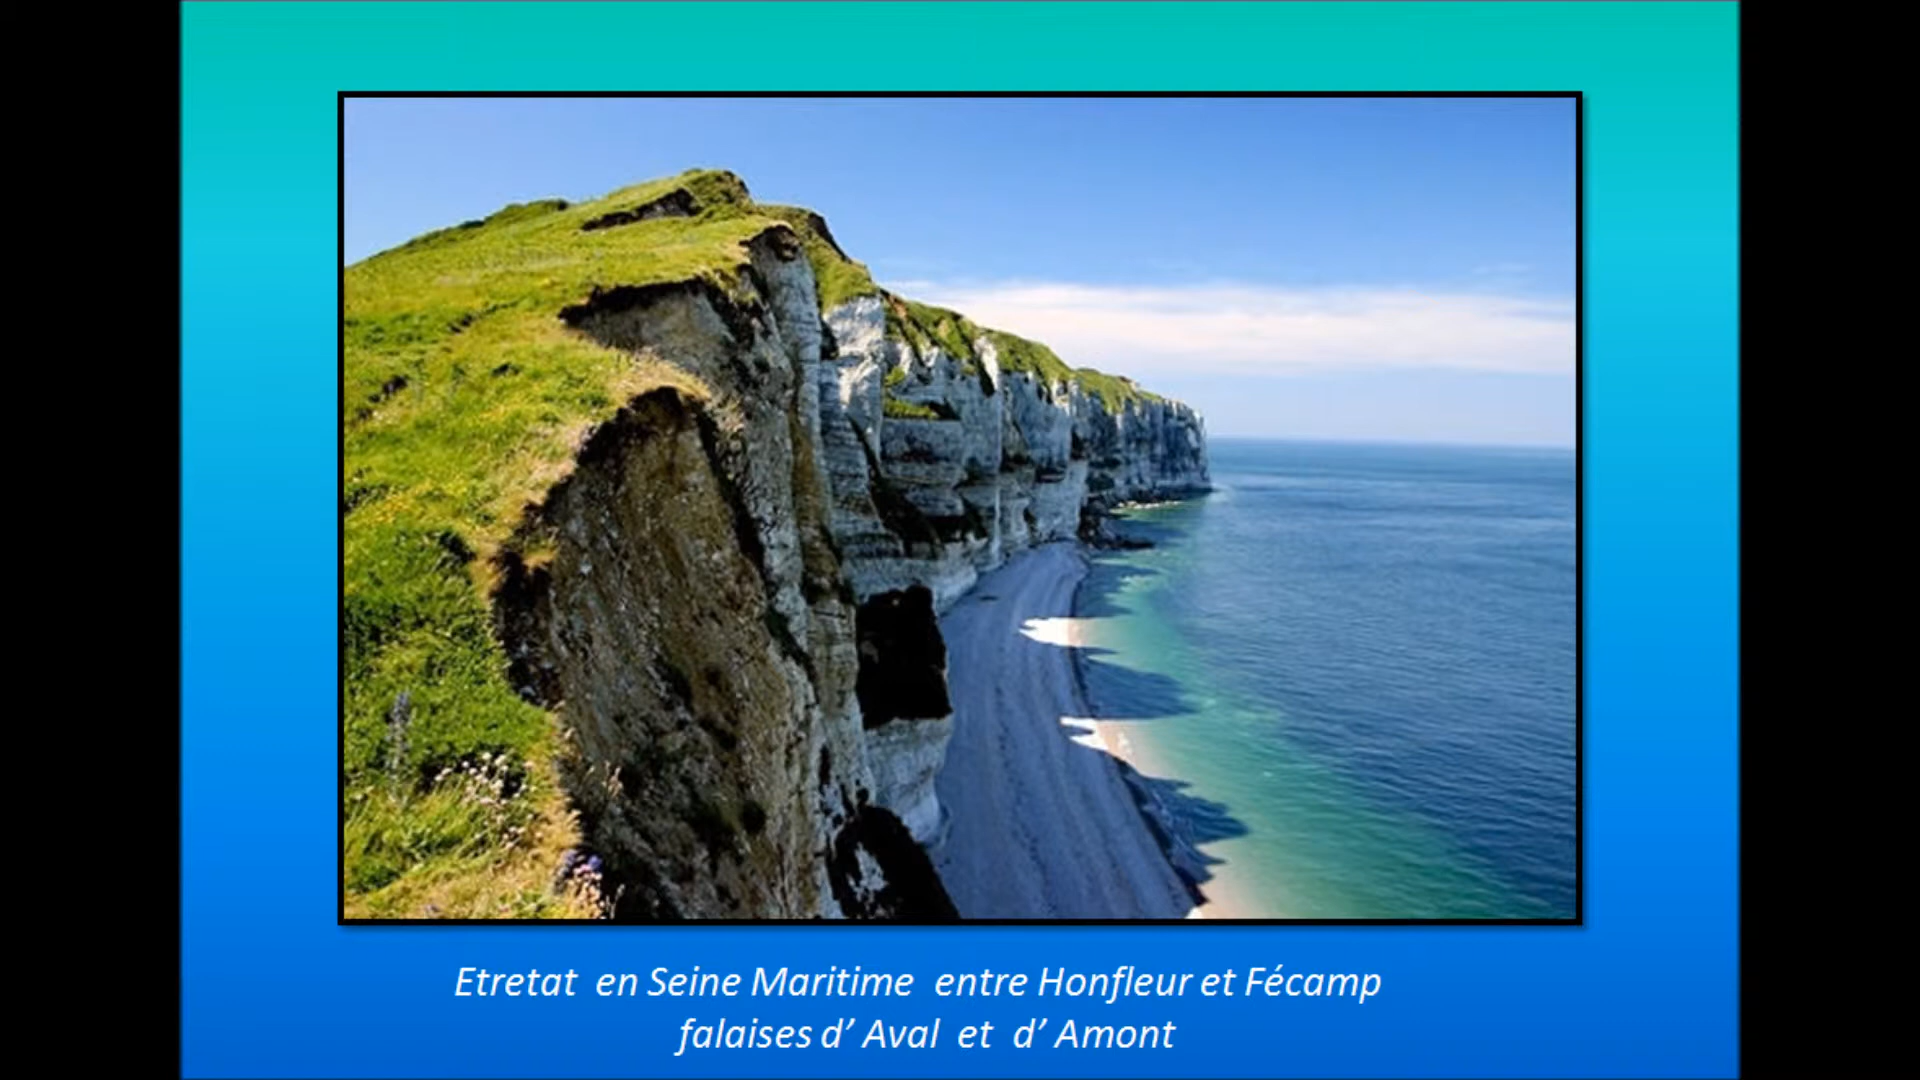 Etretat en Seine Maritime entre Honfleur et Fécamp
falaises d’ Aval et d’ Amont